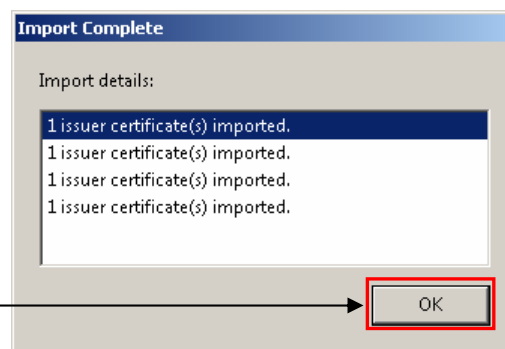 Import Complete
Import details:
1 issuer certificate(s) imported.
1 issuer certificate(s) imported.
1 issuer certificate(s) imported.
1 issuer certificate(s) imported.
OK